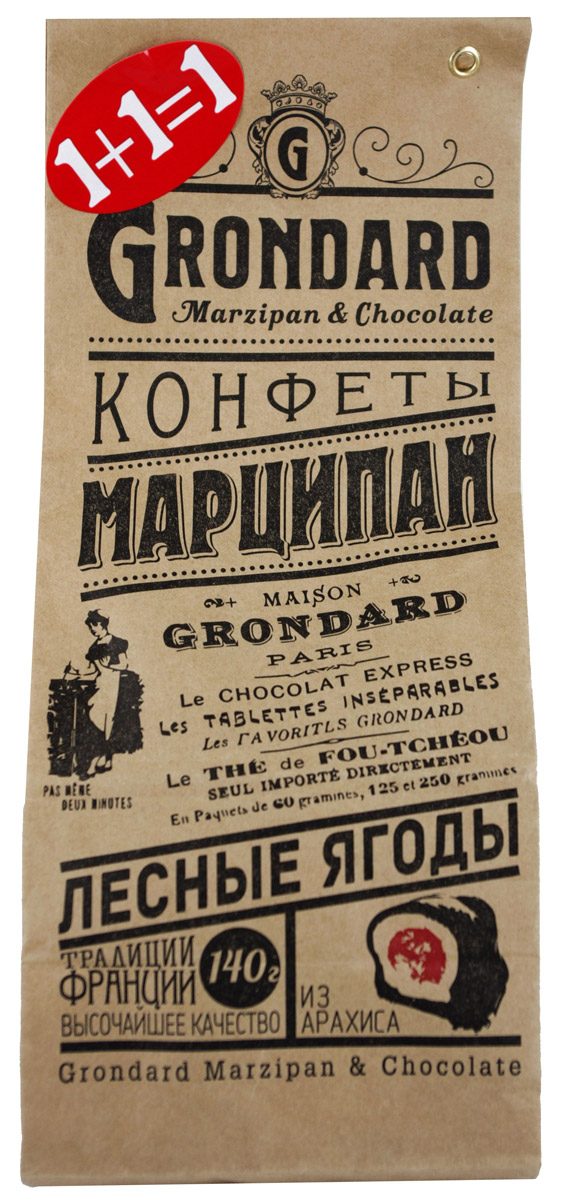 1+1=1
G
GRONDARD
Marzipan & Chocolate
КОНФЕТЫ
МАРЦИПАН
MAISON
GRONDARD
PARIS
Le CHOCOLAT EXPRESS
Les TABLETTES INSÉPARABLES
Les FAVORITLS GRONDARD
Le THÉ de FOU-TCHÉOU
SEUL IMPORTÉ DIRECTEMENT
En Paquets de 60 gramines, 125 et 250 grammes
PAS MÊNE
DEUX MINUTES
ЛЕСНЫЕ ЯГОДЫ
ТРАДИЦИИ
ФРАНЦИИ
140г
ВЫСОЧАЙШЕЕ КАЧЕСТВО
ИЗ
АРАХИСА
Grondard Marzipan & Chocolate